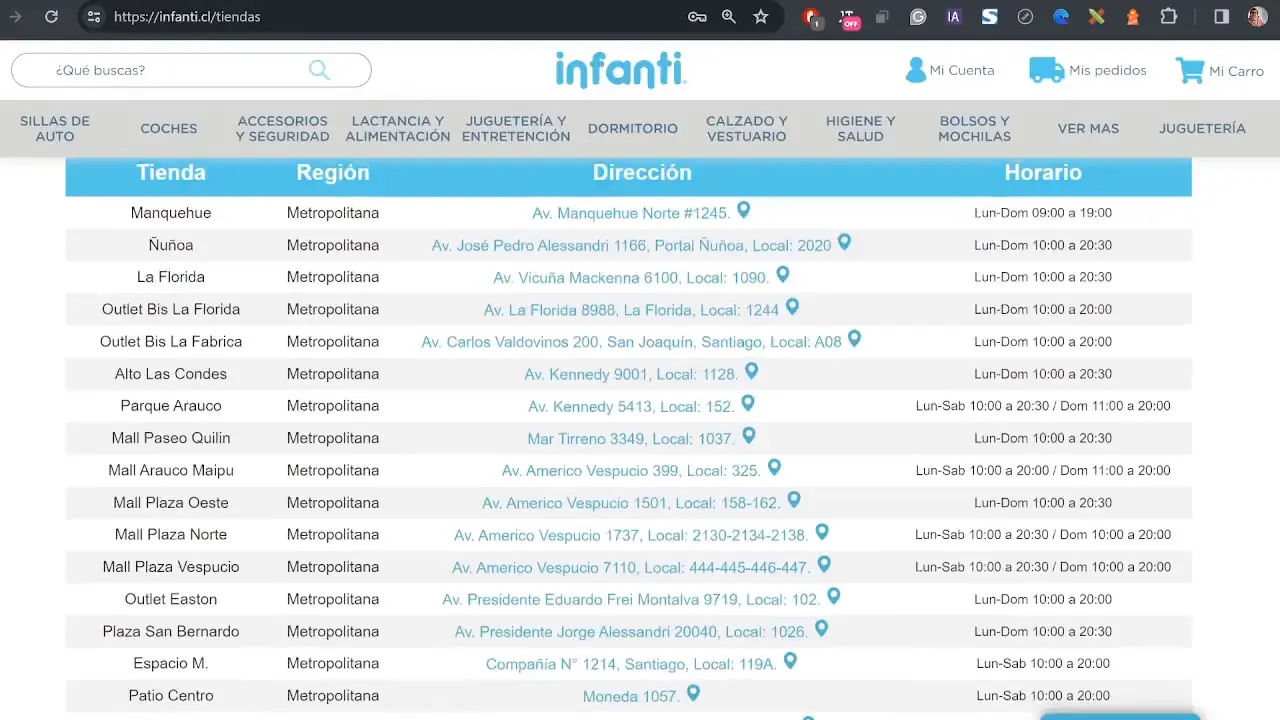 https://infanti.cl/tiendas
1
OFF
IA
¿Qué buscas?
infanti
Mi Cuenta
Mis pedidos
Mi Carro
SILLAS DE AUTO
COCHES
ACCESORIOS Y SEGURIDAD
LACTANCIA Y ALIMENTACIÓN
JUGUETERÍA Y ENTRETENCIÓN
DORMITORIO
CALZADO Y VESTUARIO
HIGIENE Y SALUD
BOLSOS Y MOCHILAS
VER MAS
JUGUETERÍA
Tienda Región Dirección Horario
Manquehue Metropolitana Av. Manquehue Norte #1245. Lun-Dom 09:00 a 19:00
Ñuñoa Metropolitana Av. José Pedro Alessandri 1166, Portal Ñuñoa, Local: 2020 Lun-Dom 10:00 a 20:30
La Florida Metropolitana Av. Vicuña Mackenna 6100, Local: 1090. Lun-Dom 10:00 a 20:30
Outlet Bis La Florida Metropolitana Av. La Florida 8988, La Florida, Local: 1244 Lun-Dom 10:00 a 20:00
Outlet Bis La Fabrica Metropolitana Av. Carlos Valdovinos 200, San Joaquín, Santiago, Local: A08 Lun-Dom 10:00 a 20:00
Alto Las Condes Metropolitana Av. Kennedy 9001, Local: 1128. Lun-Dom 10:00 a 20:30
Parque Arauco Metropolitana Av. Kennedy 5413, Local: 152. Lun-Sab 10:00 a 20:30 / Dom 11:00 a 20:00
Mall Paseo Quilin Metropolitana Mar Tirreno 3349, Local: 1037. Lun-Dom 10:00 a 20:30
Mall Arauco Maipu Metropolitana Av. Americo Vespucio 399, Local: 325. Lun-Sab 10:00 a 20:00 / Dom 11:00 a 20:00
Mall Plaza Oeste Metropolitana Av. Americo Vespucio 1501, Local: 158-162. Lun-Dom 10:00 a 20:30
Mall Plaza Norte Metropolitana Av. Americo Vespucio 1737, Local: 2130-2134-2138. Lun-Sab 10:00 a 20:30 / Dom 10:00 a 20:00
Mall Plaza Vespucio Metropolitana Av. Americo Vespucio 7110, Local: 444-445-446-447. Lun-Sab 10:00 a 20:30 / Dom 10:00 a 20:00
Outlet Easton Metropolitana Av. Presidente Eduardo Frei Montalva 9719, Local: 102. Lun-Dom 10:00 a 20:00
Plaza San Bernardo Metropolitana Av. Presidente Jorge Alessandri 20040, Local: 1026. Lun-Dom 10:00 a 20:30
Espacio M. Metropolitana Compañía N° 1214, Santiago, Local: 119A. Lun-Sab 10:00 a 20:00
Patio Centro Metropolitana Moneda 1057. Lun-Sab 10:00 a 20:00